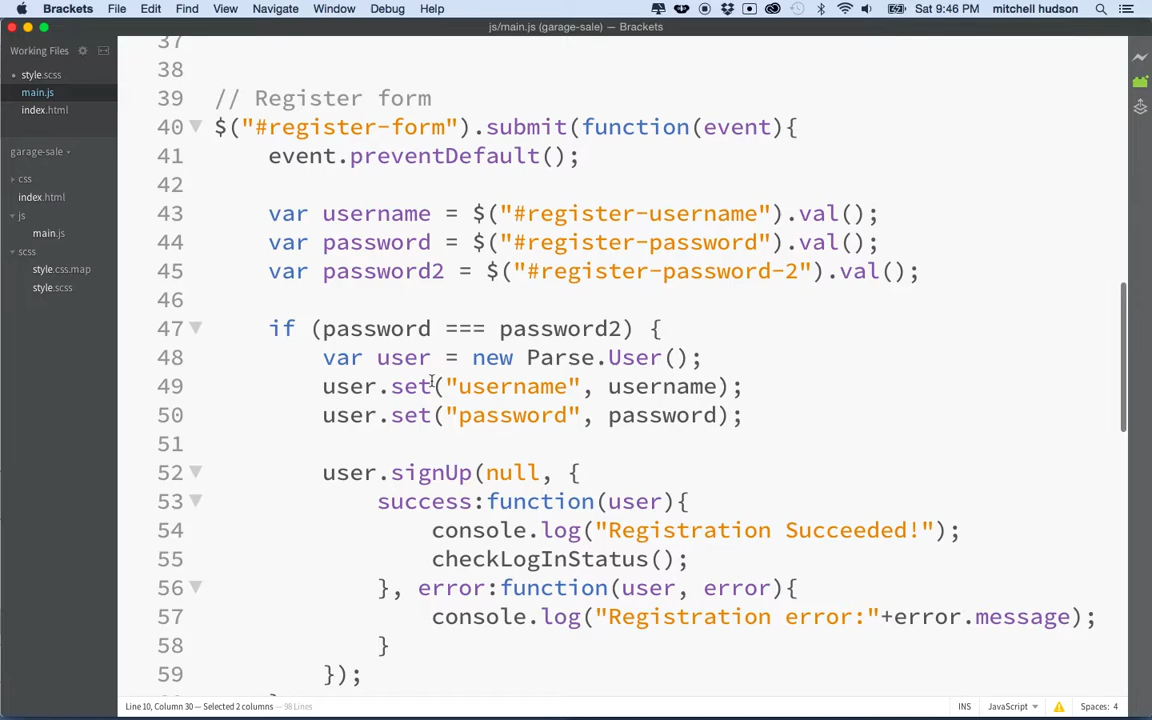 Brackets File Edit Find View Navigate Window Debug Help Sat 9:46 PM mitchell hudson
js/main.js (garage-sale) — Brackets
Working Files
style.scss
main.js
index.html
garage-sale
css
index.html
js
main.js
scss
style.css.map
style.scss
37
38
39 // Register form
40 $("#register-form").submit(function(event){
41 event.preventDefault();
42
43 var username = $("#register-username").val();
44 var password = $("#register-password").val();
45 var password2 = $("#register-password-2").val();
46
47 if (password === password2) {
48 var user = new Parse.User();
49 user.set("username", username);
50 user.set("password", password);
51
52 user.signUp(null, {
53 success:function(user){
54 console.log("Registration Succeeded!");
55 checkLogInStatus();
56 }, error:function(user, error){
57 console.log("Registration error:"+error.message);
58 }
59 });
Line 10, Column 30 — Selected 2 columns — 98 Lines INS JavaScript Spaces: 4